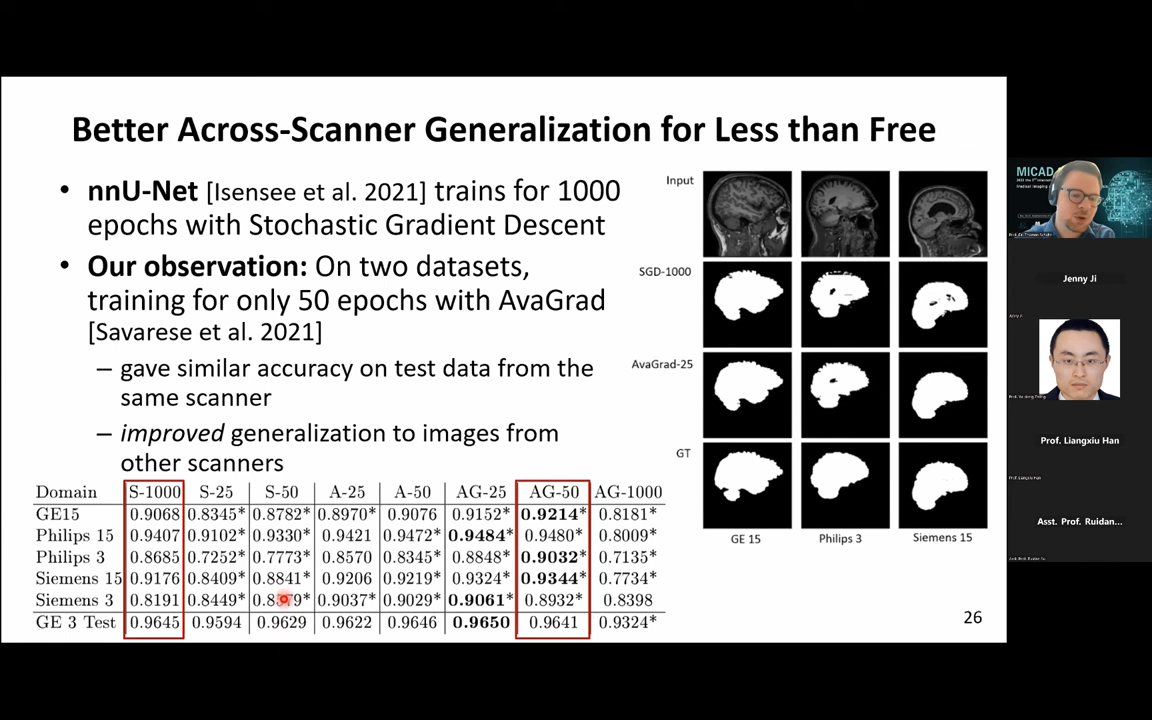 Better Across-Scanner Generalization for Less than Free
• nnU-Net [Isensee et al. 2021] trains for 1000
epochs with Stochastic Gradient Descent
• Our observation: On two datasets,
training for only 50 epochs with AvaGrad
[Savarese et al. 2021]
– gave similar accuracy on test data from the
same scanner
– improved generalization to images from
other scanners
Domain S-1000 S-25 S-50 A-25 A-50 AG-25 AG-50 AG-1000
GE15 0.9068 0.8345* 0.8782* 0.8970* 0.9076 0.9152* 0.9214* 0.8181*
Philips 15 0.9407 0.9102* 0.9330* 0.9421 0.9472* 0.9484* 0.9480* 0.8009*
Philips 3 0.8685 0.7252* 0.7773* 0.8570 0.8345* 0.8848* 0.9032* 0.7135*
Siemens 15 0.9176 0.8409* 0.8841* 0.9206 0.9219* 0.9324* 0.9344* 0.7734*
Siemens 3 0.8191 0.8449* 0.9037* 0.9029* 0.9061* 0.8932* 0.8398
GE 3 Test 0.9645 0.9594 0.9629 0.9622 0.9646 0.9650 0.9641 0.9324*
Input
SGD-1000
AvaGrad-25
GT
GE 15 Philips 3 Siemens 15
26
MICAD
Jenny Ji
Prof. Liangxiu Han
Asst. Prof. Ruidan...